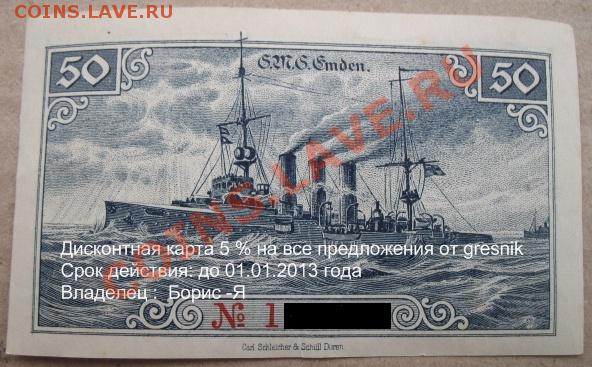 COINS.LAVE.RU
50 S.M.S. Emden. 50
COINS.LAVE.RU
Дисконтная карта 5 % на все предложения от gresnik
Срок действия: до 01.01.2013 года
Владелец : Борис -Я
№ 1
Carl Schleicher & Schüll Düren.